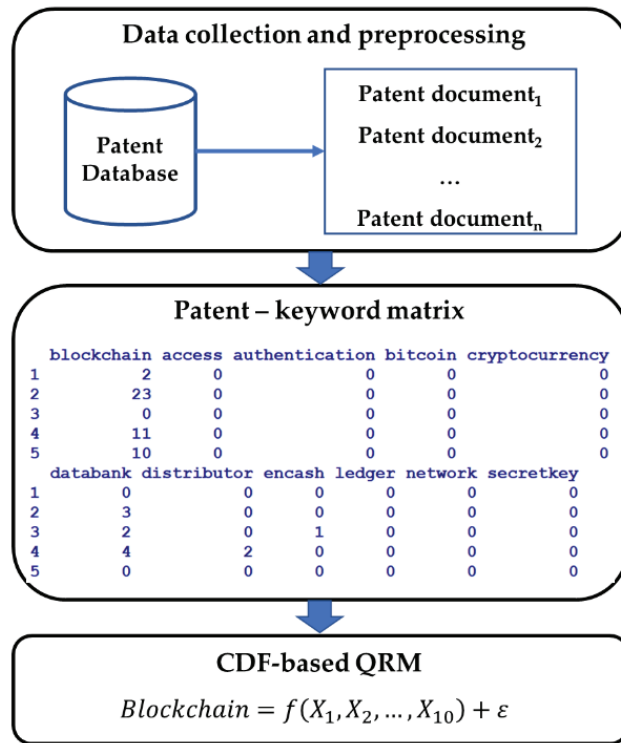 Data collection and preprocessing
Patent
Database
Patent document₁
Patent document₂
...
Patent documentₙ
Patent – keyword matrix
blockchain access authentication bitcoin cryptocurrency
1 2 0 0 0 0
2 23 0 0 0 0
3 0 0 0 0 0
4 11 0 0 0 0
5 10 0 0 0 0
databank distributor encash ledger network secretkey
1 0 0 0 0 0 0
2 3 0 0 0 0 0
3 2 0 1 0 0 0
4 4 2 0 0 0 0
5 0 0 0 0 0 0
CDF-based QRM
Blockchain = f(X₁, X₂, ..., X₁₀) + ε